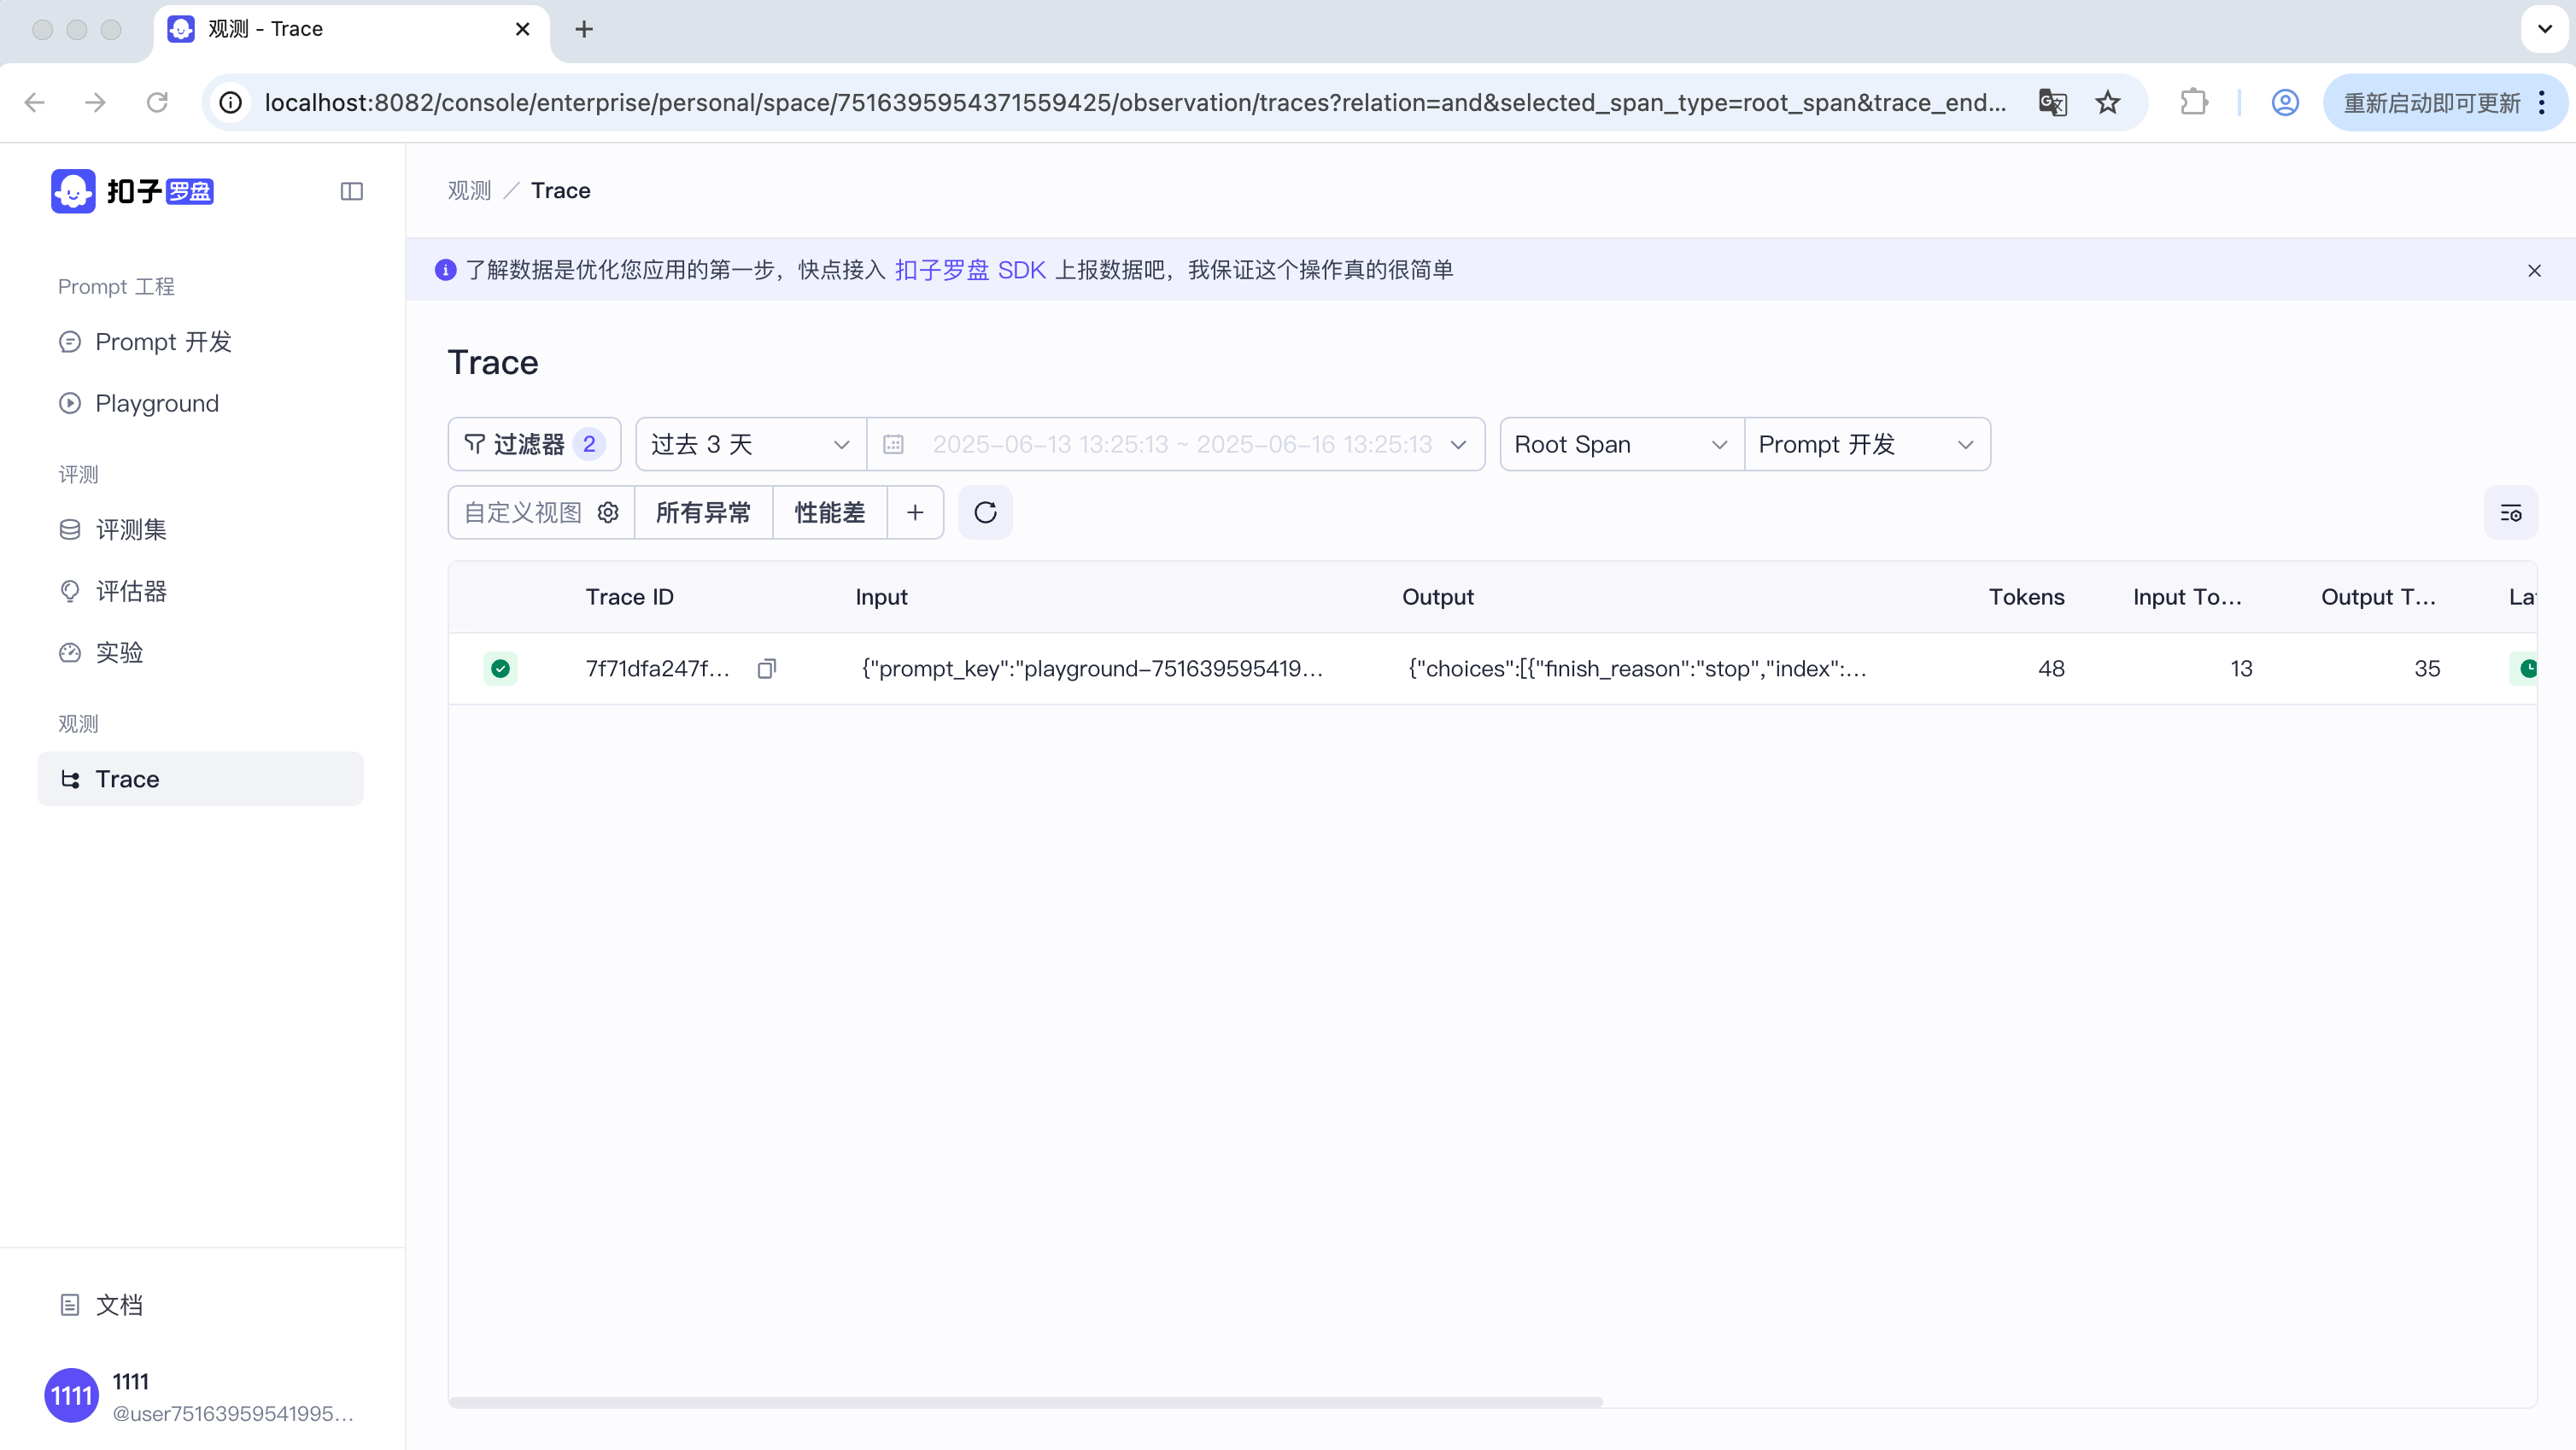 观测 - Trace
localhost:8082/console/enterprise/personal/space/7516395954371559425/observation/traces?relation=and&selected_span_type=root_span&trace_end...
重新启动即可更新
扣子罗盘
观测 / Trace
了解数据是优化您应用的第一步，快点接入 扣子罗盘 SDK 上报数据吧，我保证这个操作真的很简单
Prompt 工程
Prompt 开发
Playground
评测
评测集
评估器
实验
观测
Trace
文档
1111
1111
@user75163959541995...
Trace
过滤器 2 过去 3 天 2025-06-13 13:25:13 ~ 2025-06-16 13:25:13 Root Span Prompt 开发
自定义视图 所有异常 性能差
Trace ID Input Output Tokens Input To... Output T... La
7f71dfa247f... {"prompt_key":"playground-751639595419... {"choices":[{"finish_reason":"stop","index":... 48 13 35